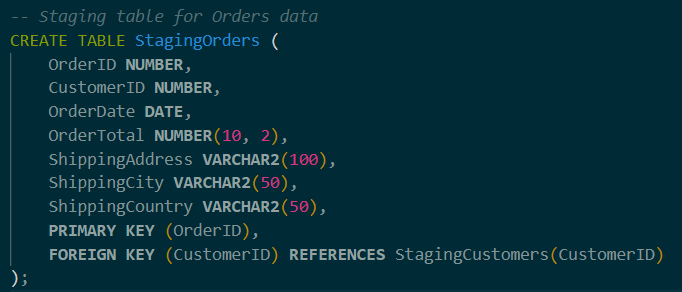 -- Staging table for Orders data
CREATE TABLE StagingOrders (
    OrderID NUMBER,
    CustomerID NUMBER,
    OrderDate DATE,
    OrderTotal NUMBER(10, 2),
    ShippingAddress VARCHAR2(100),
    ShippingCity VARCHAR2(50),
    ShippingCountry VARCHAR2(50),
    PRIMARY KEY (OrderID),
    FOREIGN KEY (CustomerID) REFERENCES StagingCustomers(CustomerID)
);